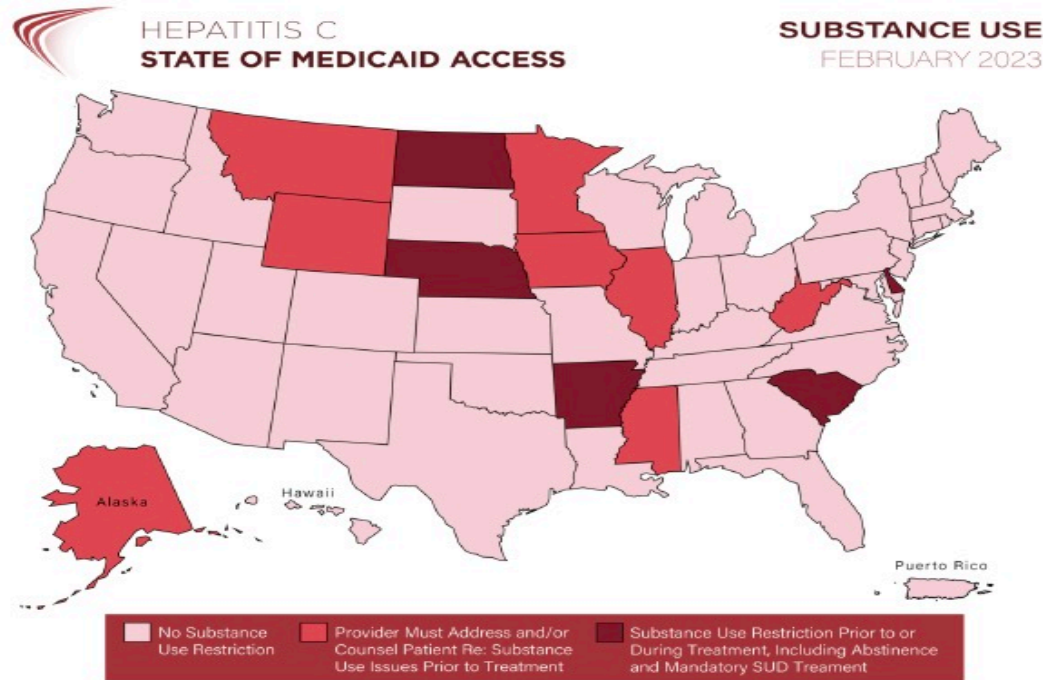 HEPATITIS C
STATE OF MEDICAID ACCESS
SUBSTANCE USE
FEBRUARY 2023
Alaska
Hawaii
Puerto Rico
No Substance
Use Restriction
Provider Must Address and/or
Counsel Patient Re: Substance
Use Issues Prior to Treatment
Substance Use Restriction Prior to or
During Treatment, Including Abstinence
and Mandatory SUD Treament